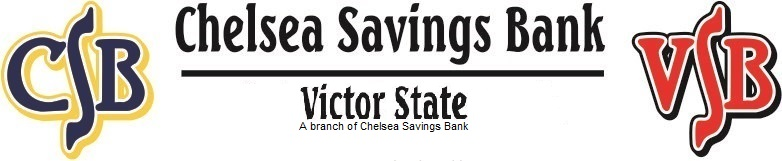 CSB
Chelsea Savings Bank
VSB
Victor State
A branch of Chelsea Savings Bank